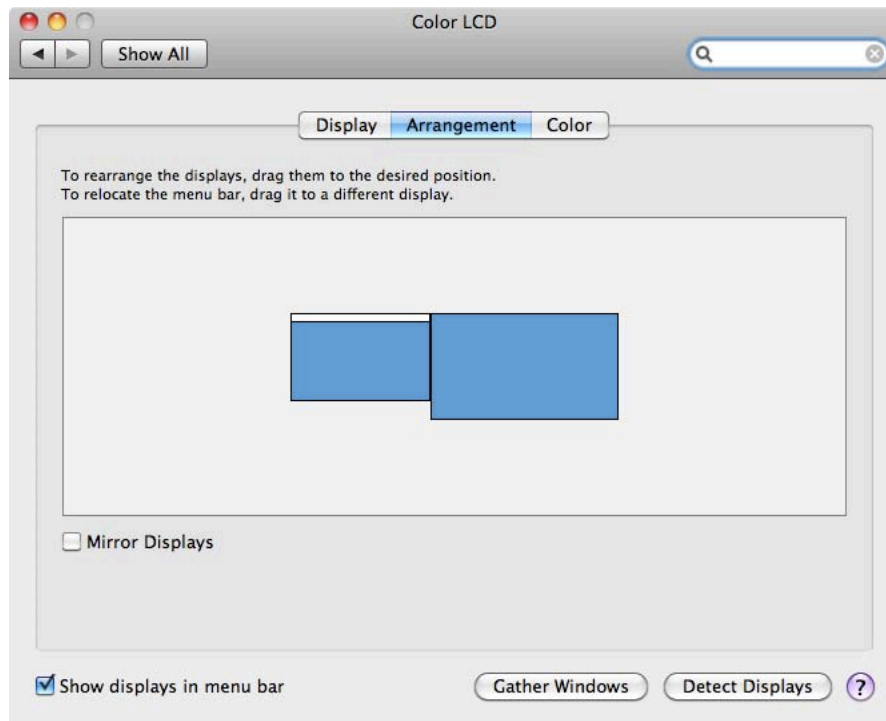 Color LCD
Show All
Display Arrangement Color
To rearrange the displays, drag them to the desired position.
To relocate the menu bar, drag it to a different display.
Mirror Displays
Show displays in menu bar Gather Windows Detect Displays ?